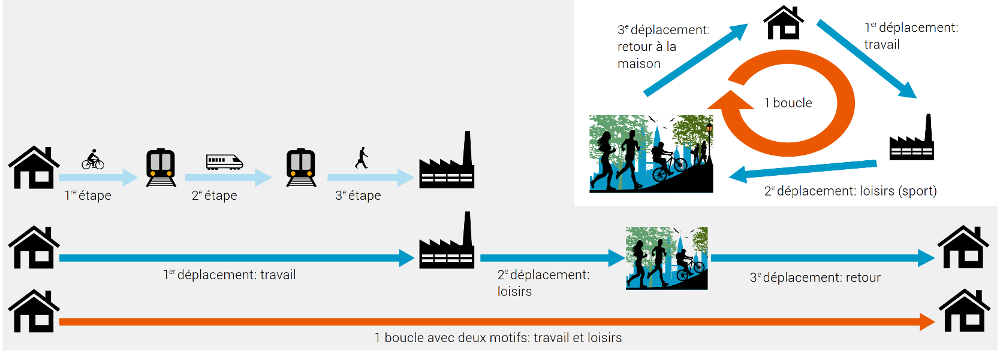 3e déplacement:
retour à la
maison
1er déplacement:
travail
1 boucle
2e déplacement: loisirs (sport)
1re étape
2e étape
3e étape
1er déplacement: travail
2e déplacement:
loisirs
3e déplacement: retour
1 boucle avec deux motifs: travail et loisirs